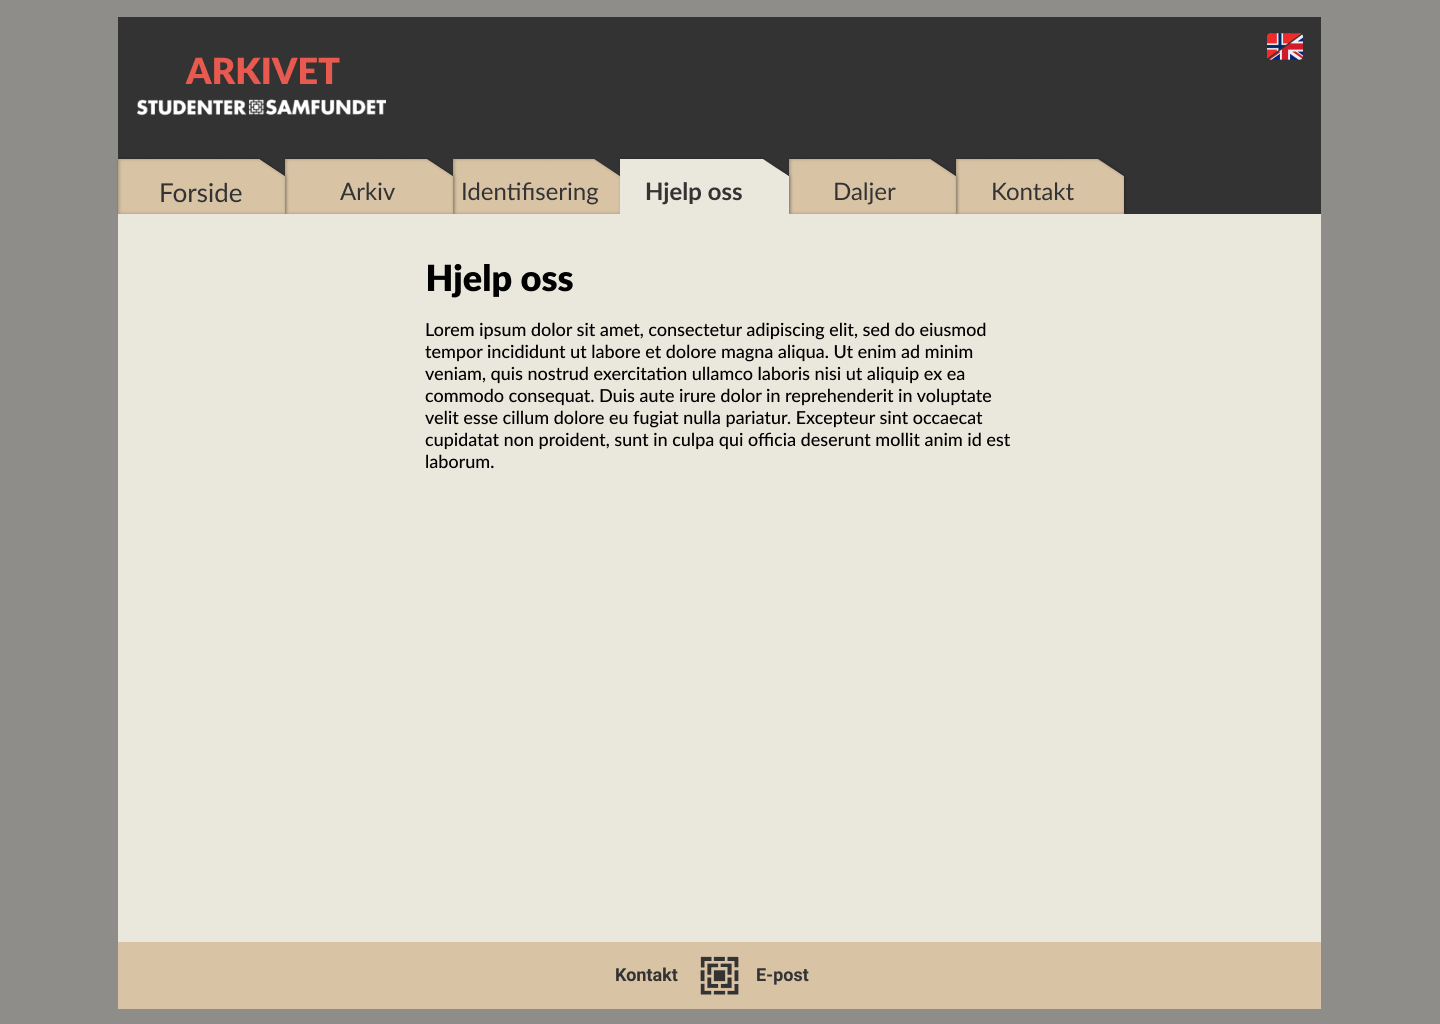 ARKIVET
STUDENTER SAMFUNDET
Forside
Arkiv
Identifisering
Hjelp oss
Daljer
Kontakt
Hjelp oss
Lorem ipsum dolor sit amet, consectetur adipiscing elit, sed do eiusmod
tempor incididunt ut labore et dolore magna aliqua. Ut enim ad minim
veniam, quis nostrud exercitation ullamco laboris nisi ut aliquip ex ea
commodo consequat. Duis aute irure dolor in reprehenderit in voluptate
velit esse cillum dolore eu fugiat nulla pariatur. Excepteur sint occaecat
cupidatat non proident, sunt in culpa qui officia deserunt mollit anim id est
laborum.
Kontakt
E-post